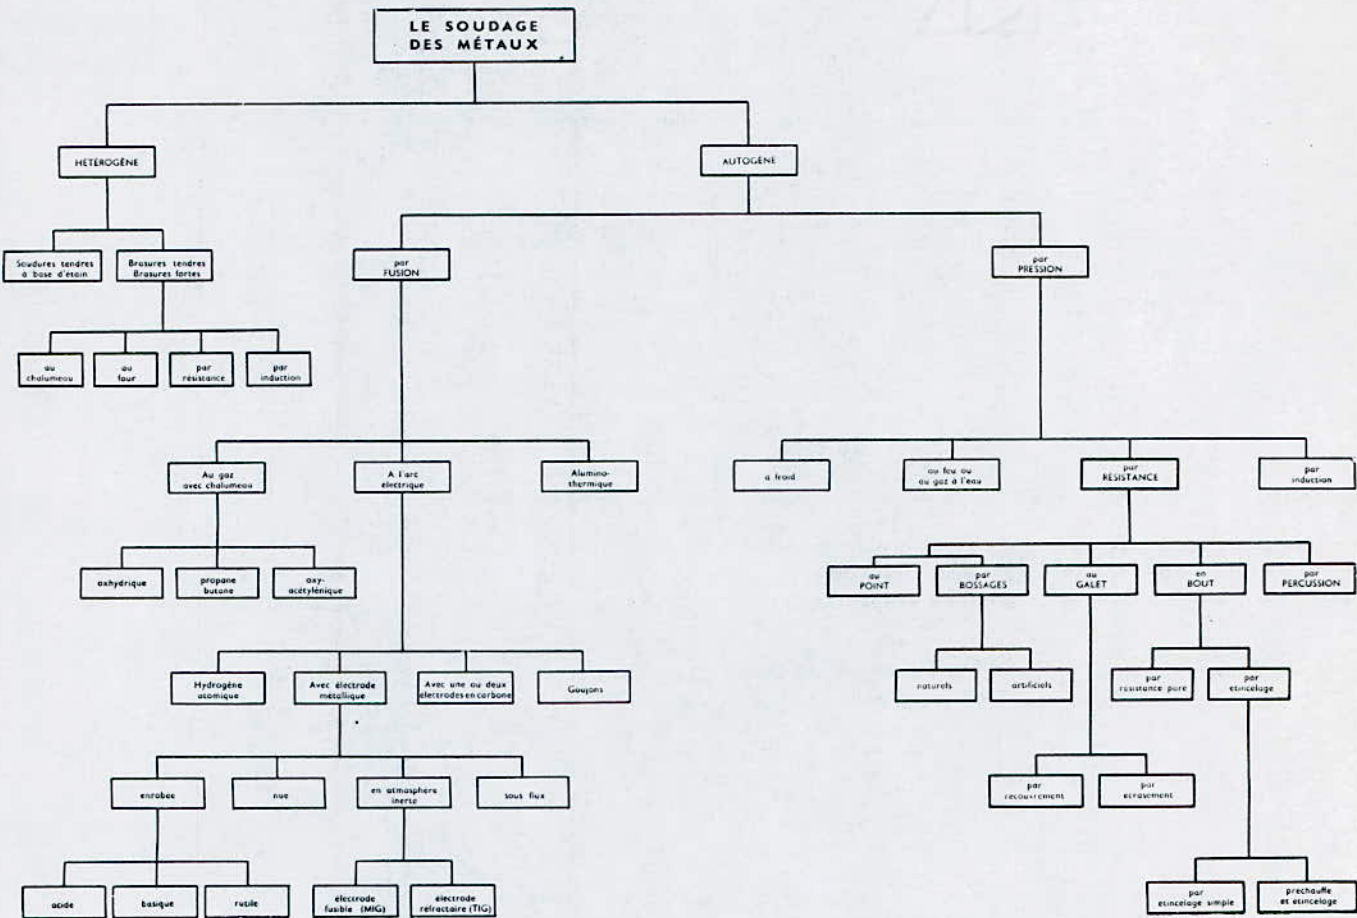 LE SOUDAGE
DES MÉTAUX
HÉTÉROGÈNE
AUTOGÈNE
Soudures tendres
à base d'étain
Brasures tendres
Brasures fortes
par
FUSION
par
PRESSION
au
chalumeau
au
four
par
résistance
par
induction
Au gaz
avec chalumeau
A l'arc
électrique
Alumino-
thermique
a froid
au feu ou
au gaz à l'eau
par
RÉSISTANCE
par
induction
oxhydrique
propane
butane
oxy-
acétylénique
au
POINT
par
BOSSAGES
au
GALET
en
BOUT
par
PERCUSSION
Hydrogène
atomique
Avec électrode
métallique
Avec une ou deux
électrodes en carbone
Goujons
naturels
artificiels
par
résistance pure
par
étincelage
enrobée
nue
en atmosphère
inerte
sous flux
par
recouvrement
par
écrasement
acide
basique
rutile
électrode
fusible (MIG)
électrode
réfractaire (TIG)
par
étincelage simple
préchauffe
et étincelage